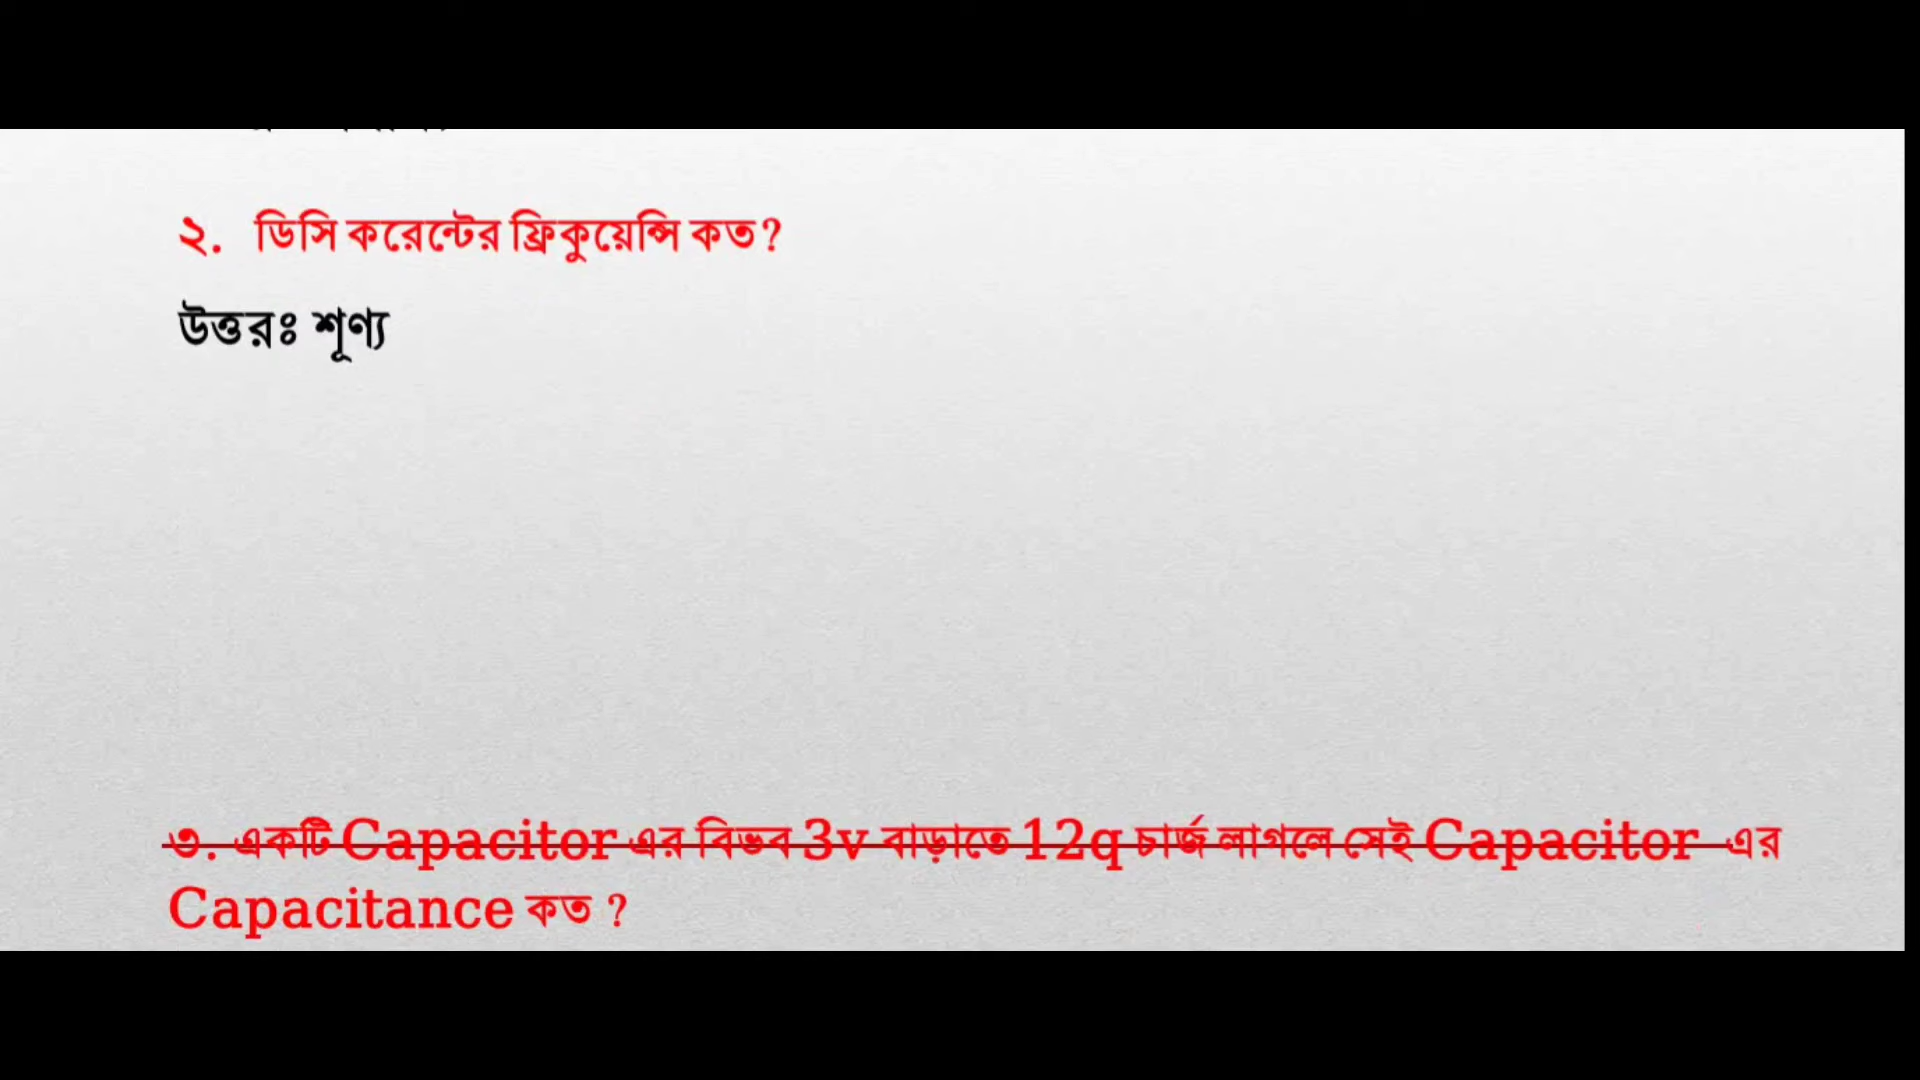 ২. ডিসি কারেন্টের ফ্রিকুয়েন্সি কত?
উত্তরঃ শূণ্য
৩. একটি Capacitor এর বিভব 3v বাড়াতে 12q চার্জ লাগলে সেই Capacitor এর
Capacitance কত ?